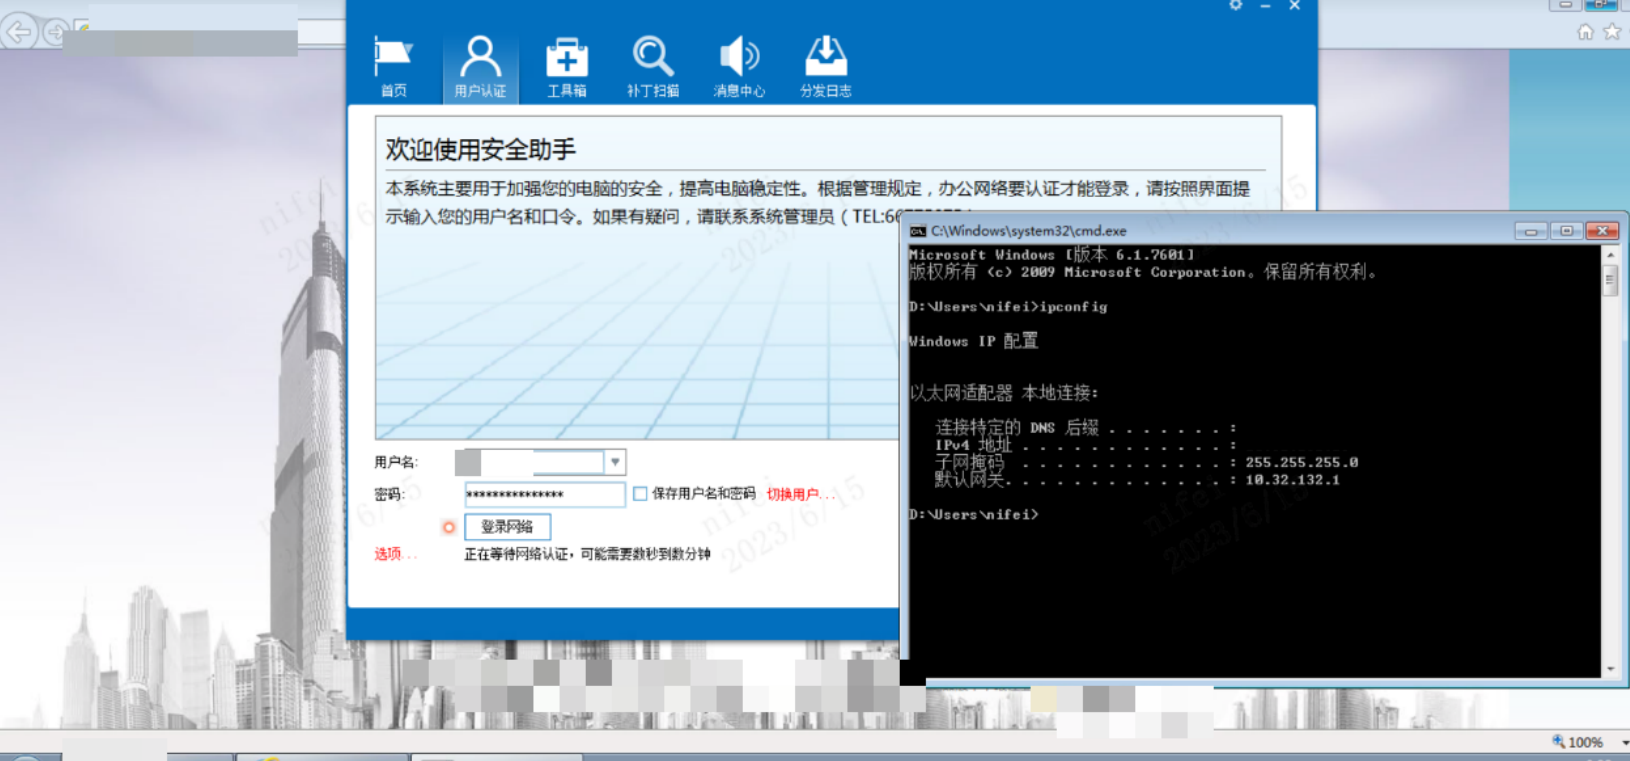 首页
用户认证
工具箱
补丁扫描
消息中心
分发日志
欢迎使用安全助手
本系统主要用于加强您的电脑的安全，提高电脑稳定性。根据管理规定，办公网络要认证才能登录，请按照界面提
示输入您的用户名和口令。如果有疑问，请联系系统管理员（TEL:6
用户名:
密码:
***************
保存用户名和密码
切换用户...
登录网络
选项...
正在等待网络认证，可能需要数秒到数分钟
C:\Windows\system32\cmd.exe
Microsoft Windows [版本 6.1.7601]
版权所有 (c) 2009 Microsoft Corporation。保留所有权利。
D:\Users\nifei>ipconfig
Windows IP 配置
以太网适配器 本地连接:
连接特定的 DNS 后缀 . . . . . . . :
IPv4 地址 . . . . . . . . . . . . :
子网掩码 . . . . . . . . . . . . : 255.255.255.0
默认网关. . . . . . . . . . . . . : 10.32.132.1
D:\Users\nifei>
nifei
2023/6/15
100%